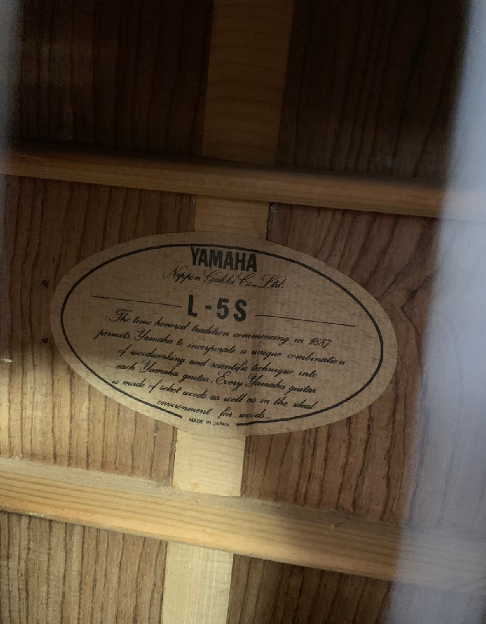 YAMAHA
Nippon Gakki Co., Ltd.
L-5S
The time honored tradition commencing in 1887
permits Yamaha to incorporate a unique combination
of woodworking and scientific technique into
each Yamaha guitar. Every Yamaha guitar
is made of select woods as well as in the ideal
environment for woods.
MADE IN JAPAN